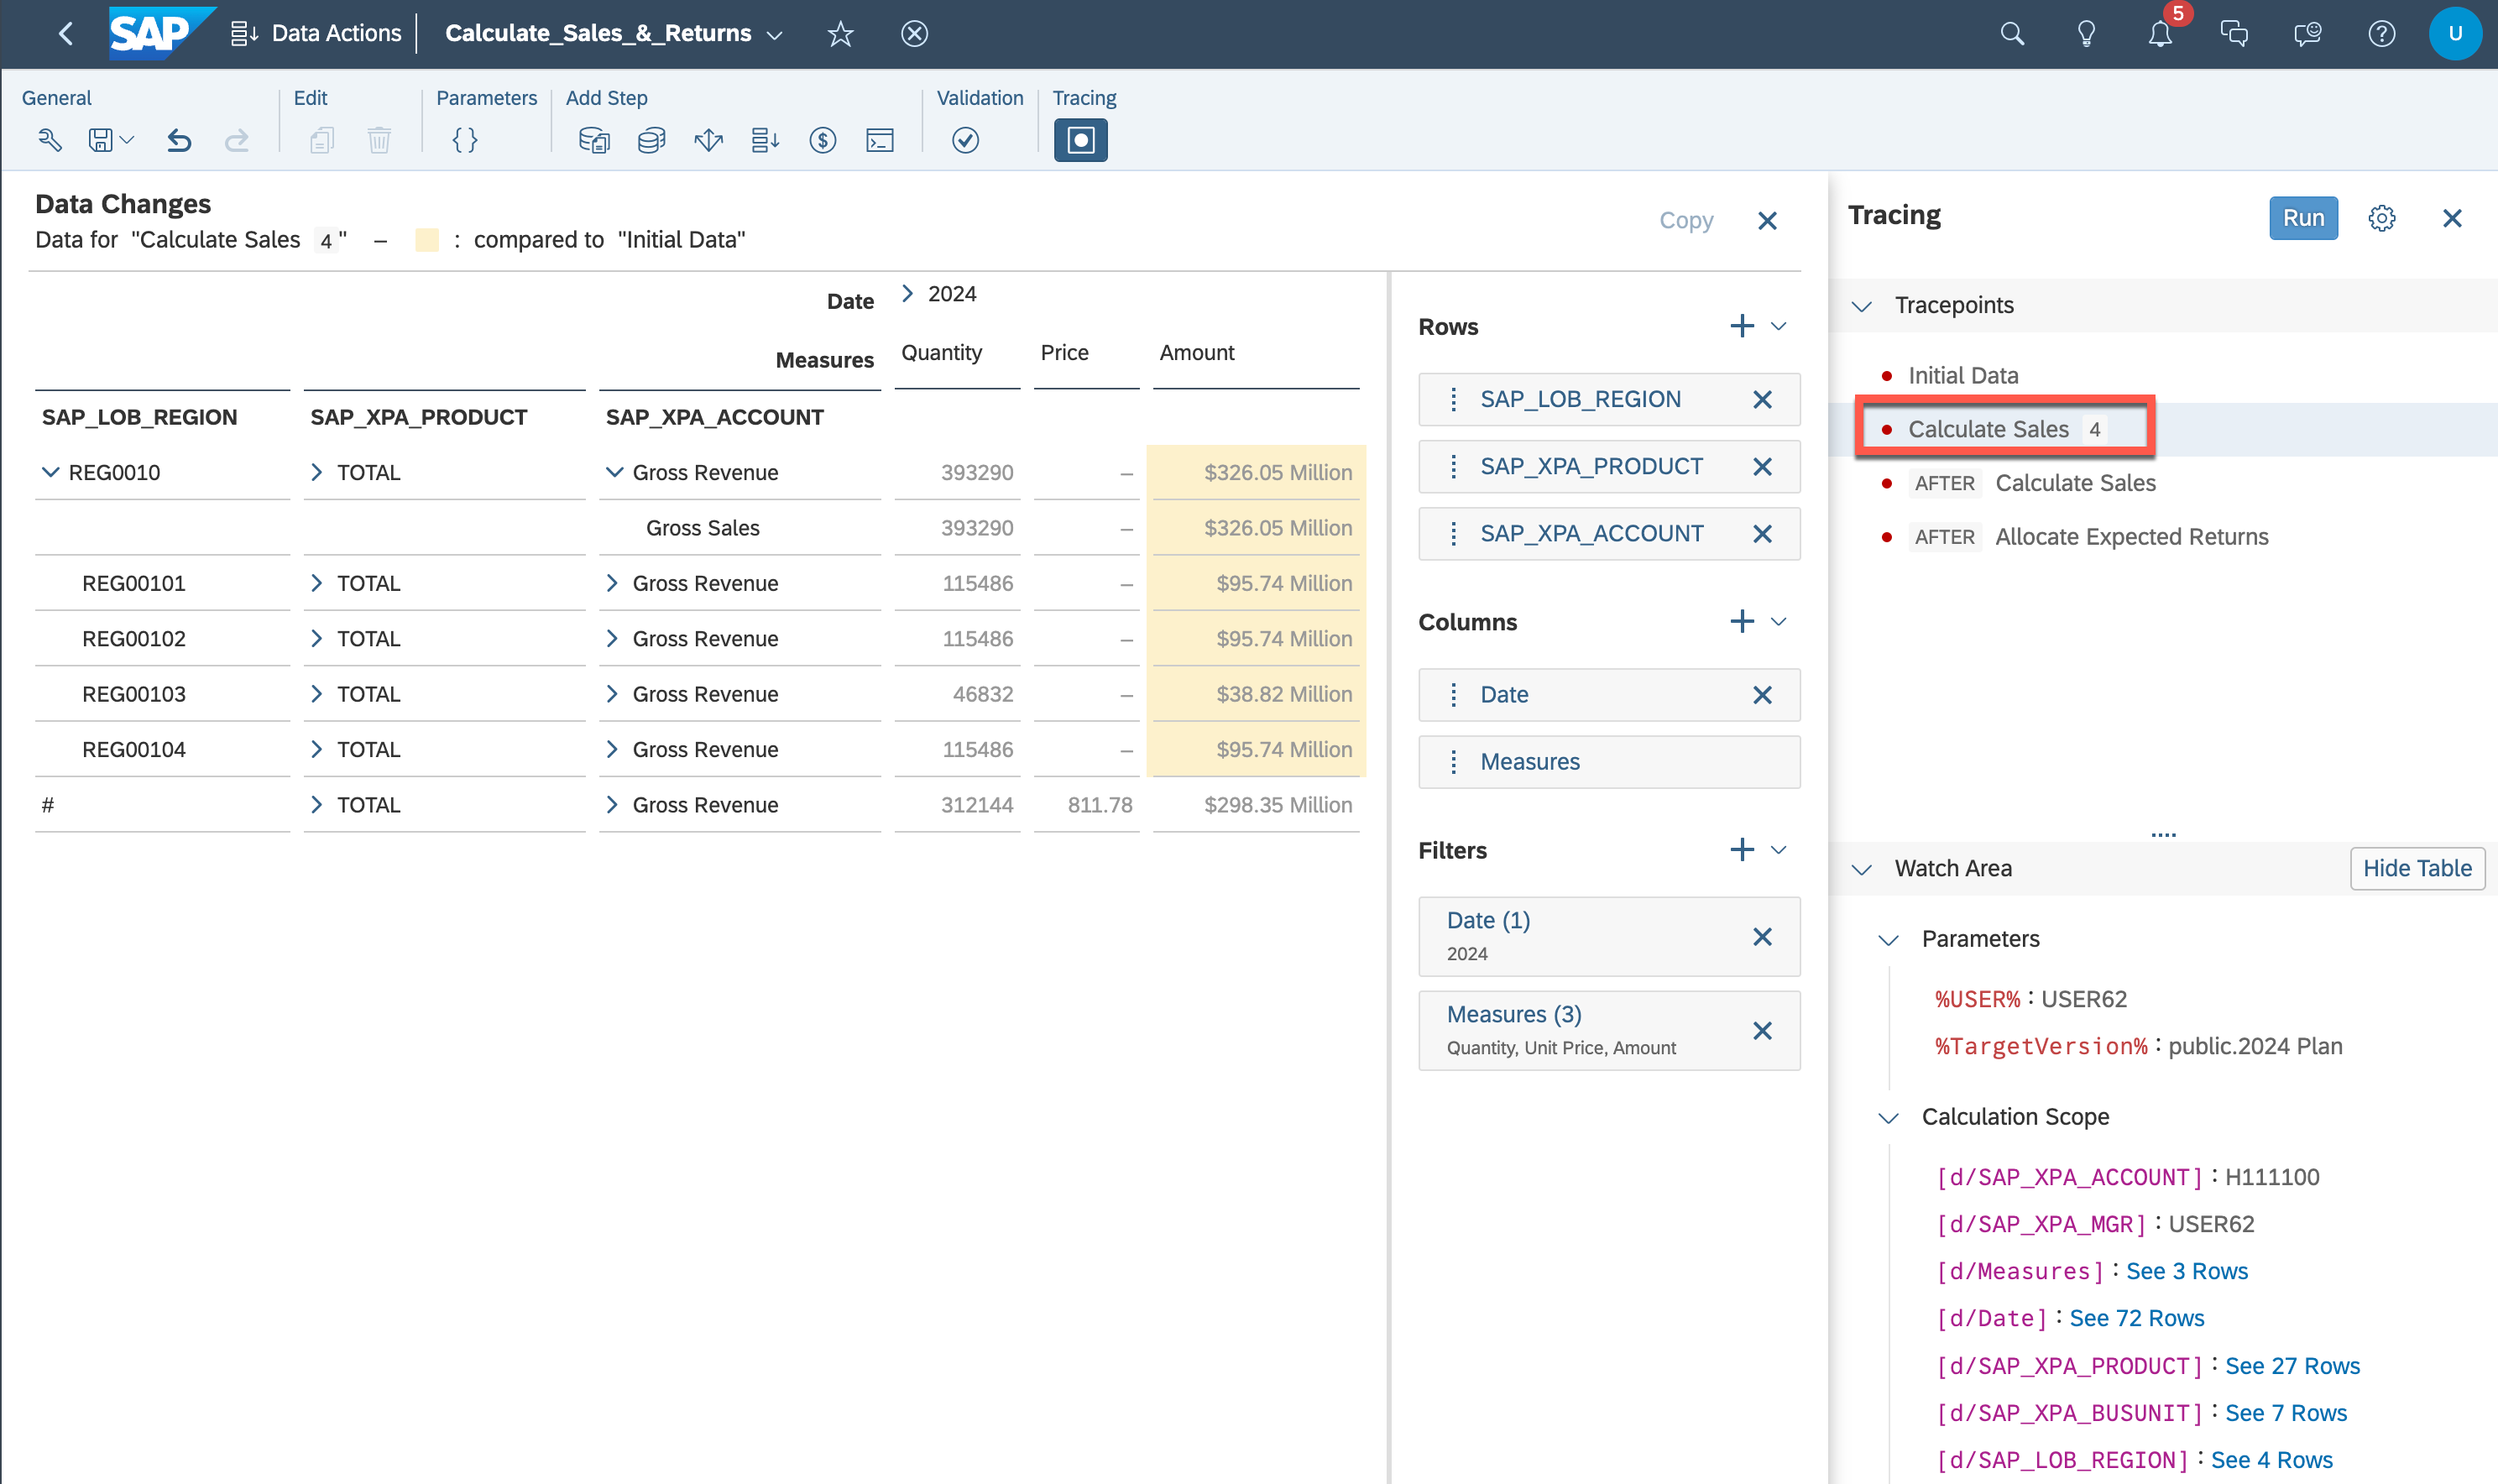 SAP Data Actions Calculate_Sales_&_Returns 5 U
General Edit Parameters Add Step Validation Tracing
Data Changes
Data for "Calculate Sales 4" – : compared to "Initial Data"
Copy
Date 2024
Measures Quantity Price Amount
SAP_LOB_REGION SAP_XPA_PRODUCT SAP_XPA_ACCOUNT
REG0010 TOTAL Gross Revenue 393290 – $326.05 Million
Gross Sales 393290 – $326.05 Million
REG00101 TOTAL Gross Revenue 115486 – $95.74 Million
REG00102 TOTAL Gross Revenue 115486 – $95.74 Million
REG00103 TOTAL Gross Revenue 46832 – $38.82 Million
REG00104 TOTAL Gross Revenue 115486 – $95.74 Million
# TOTAL Gross Revenue 312144 811.78 $298.35 Million
Rows
SAP_LOB_REGION
SAP_XPA_PRODUCT
SAP_XPA_ACCOUNT
Columns
Date
Measures
Filters
Date (1)
2024
Measures (3)
Quantity, Unit Price, Amount
Tracing Run
Tracepoints
Initial Data
Calculate Sales 4
AFTER Calculate Sales
AFTER Allocate Expected Returns
Watch Area Hide Table
Parameters
%USER% : USER62
%TargetVersion% : public.2024 Plan
Calculation Scope
[d/SAP_XPA_ACCOUNT] : H111100
[d/SAP_XPA_MGR] : USER62
[d/Measures] : See 3 Rows
[d/Date] : See 72 Rows
[d/SAP_XPA_PRODUCT] : See 27 Rows
[d/SAP_XPA_BUSUNIT] : See 7 Rows
[d/SAP_LOB_REGION] : See 4 Rows